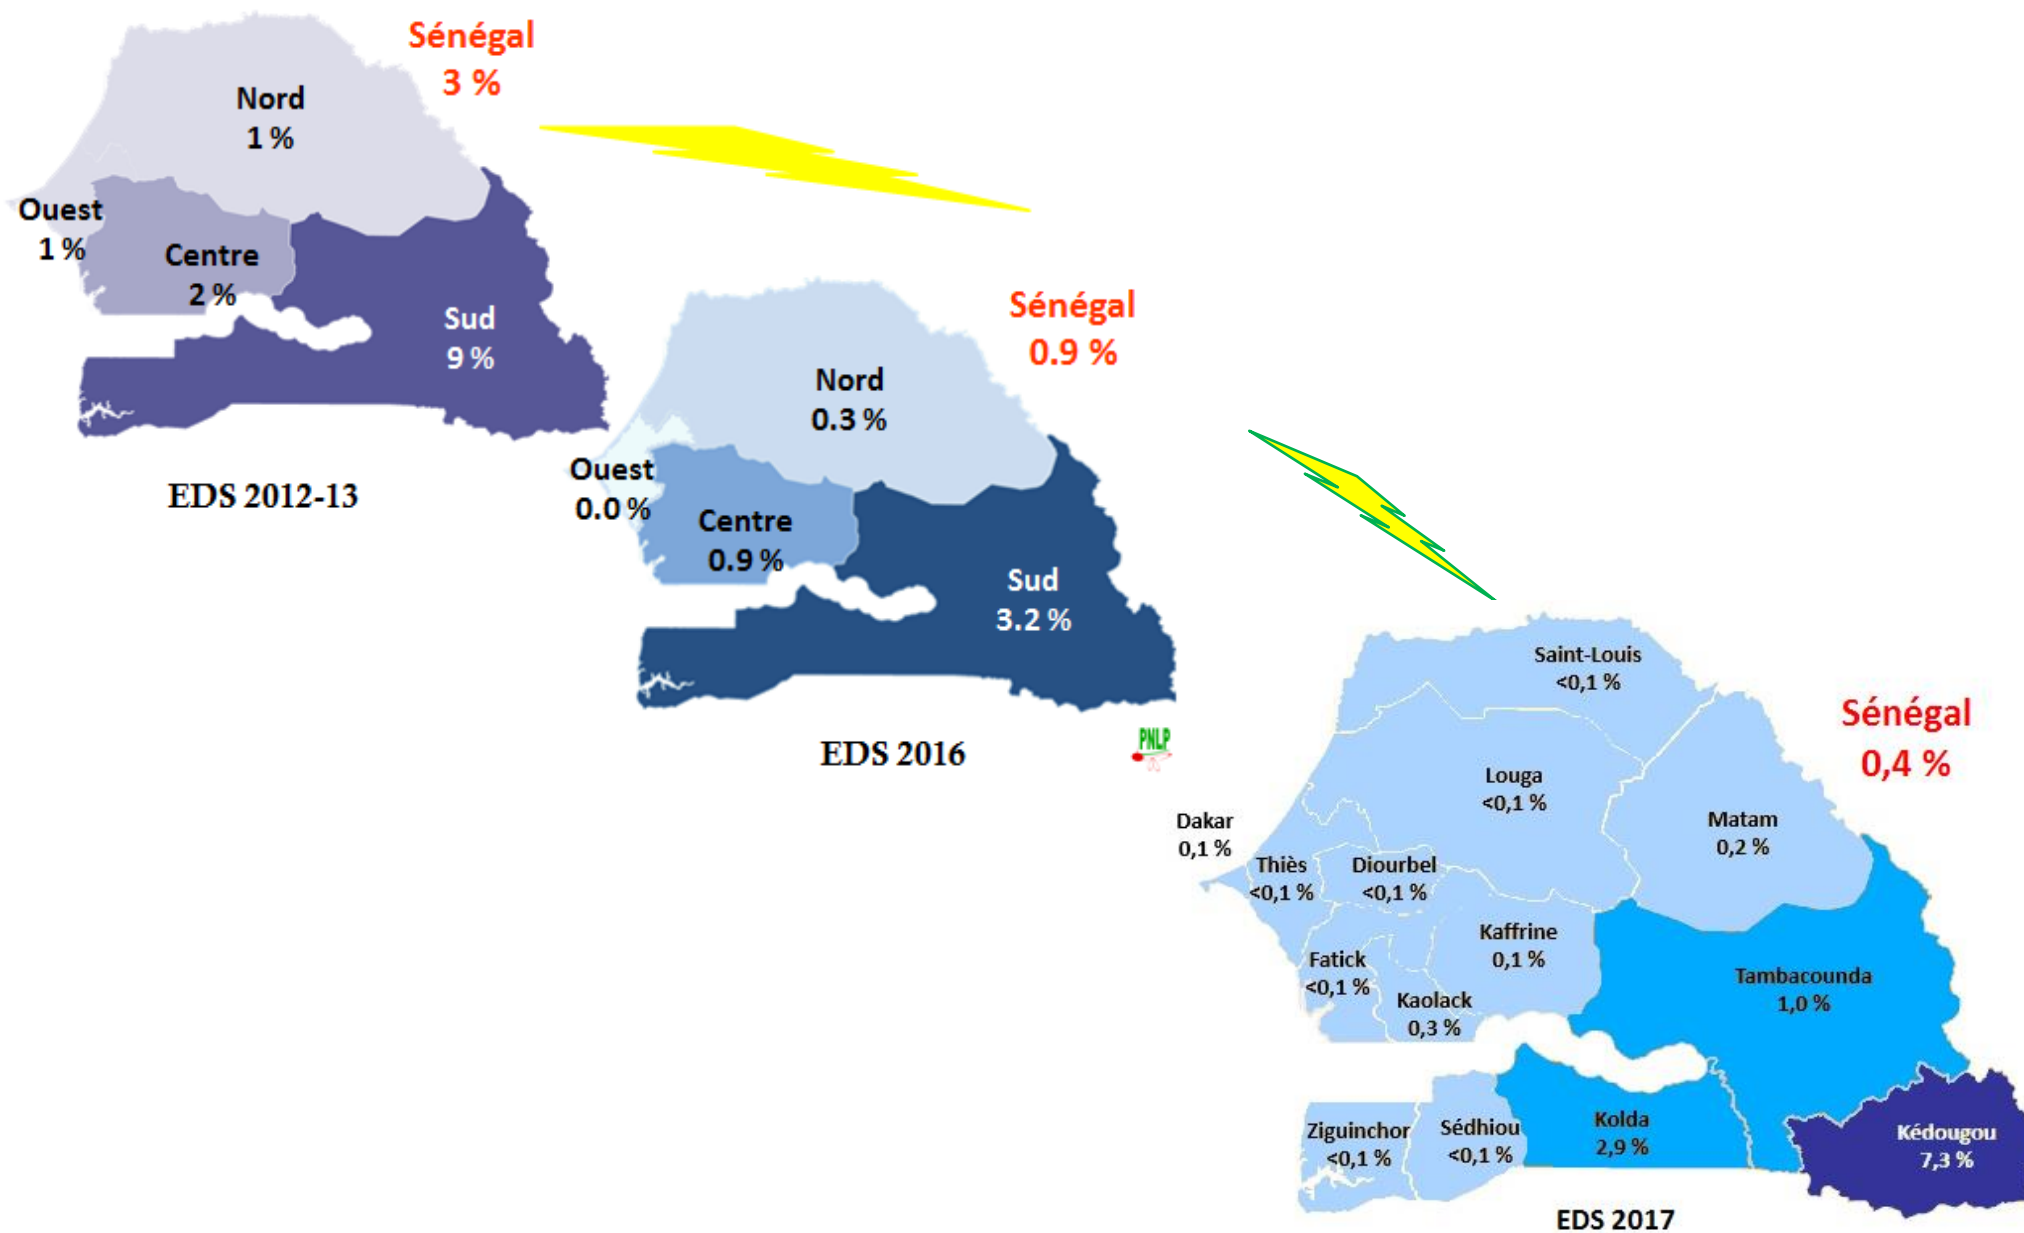 Sénégal
3 %
Nord
1 %
Ouest
1 %
Centre
2 %
Sud
9 %
EDS 2012-13
Sénégal
0.9 %
Nord
0.3 %
Ouest
0.0 %
Centre
0.9 %
Sud
3.2 %
EDS 2016
PNLP
Sénégal
0,4 %
Saint-Louis
<0,1 %
Louga
<0,1 %
Matam
0,2 %
Dakar
0,1 %
Thiès
<0,1 %
Diourbel
<0,1 %
Kaffrine
0,1 %
Fatick
<0,1 %
Kaolack
0,3 %
Tambacounda
1,0 %
Ziguinchor
<0,1 %
Sédhiou
<0,1 %
Kolda
2,9 %
Kédougou
7,3 %
EDS 2017